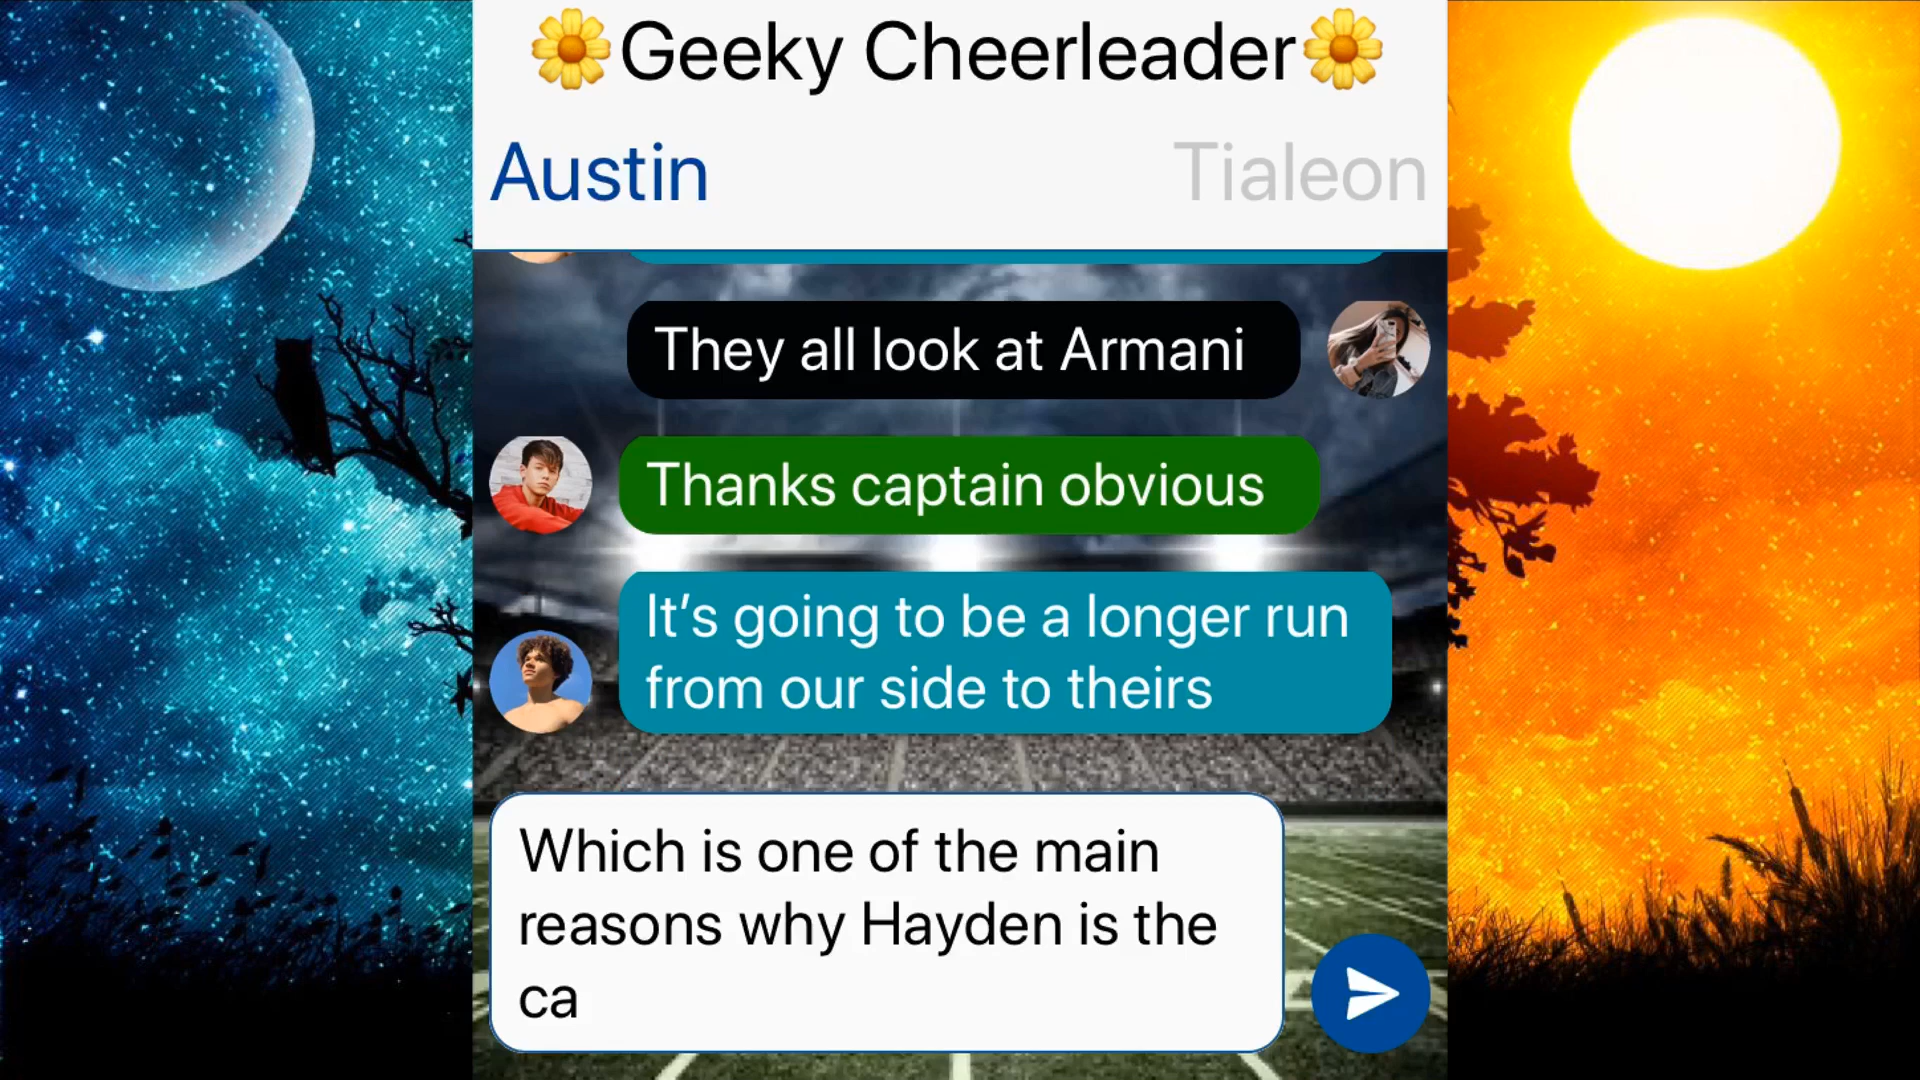 🌼Geeky Cheerleader🌼
Austin
Tialeon
They all look at Armani
Thanks captain obvious
It’s going to be a longer run
from our side to theirs
Which is one of the main
reasons why Hayden is the
ca